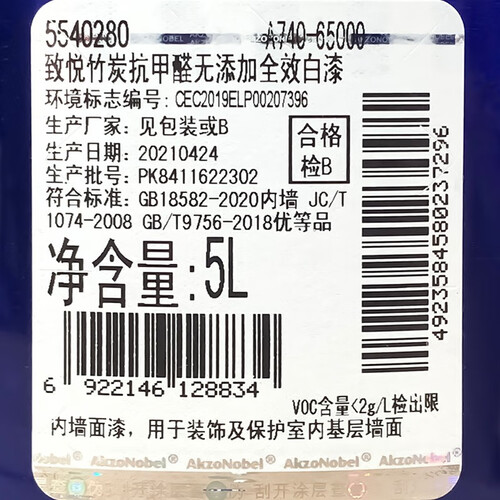 5540280
A740-65000
致悦竹炭抗甲醛无添加全效白漆
环境标志编号: CEC2019ELP00207396
生产厂家: 见包装或B
生产日期: 20210424
生产批号: PK8411622302
合格
检B
符合标准: GB18582-2020内墙 JC/T
1074-2008 GB/T9756-2018优等品
净含量: 5L
4923584580237296
6 922146 128834
VOC含量<2g/L检出限
内墙面漆，用于装饰及保护室内基层墙面
AkzoNobel AkzoNobel AkzoNobel AkzoNobel
刮开涂层